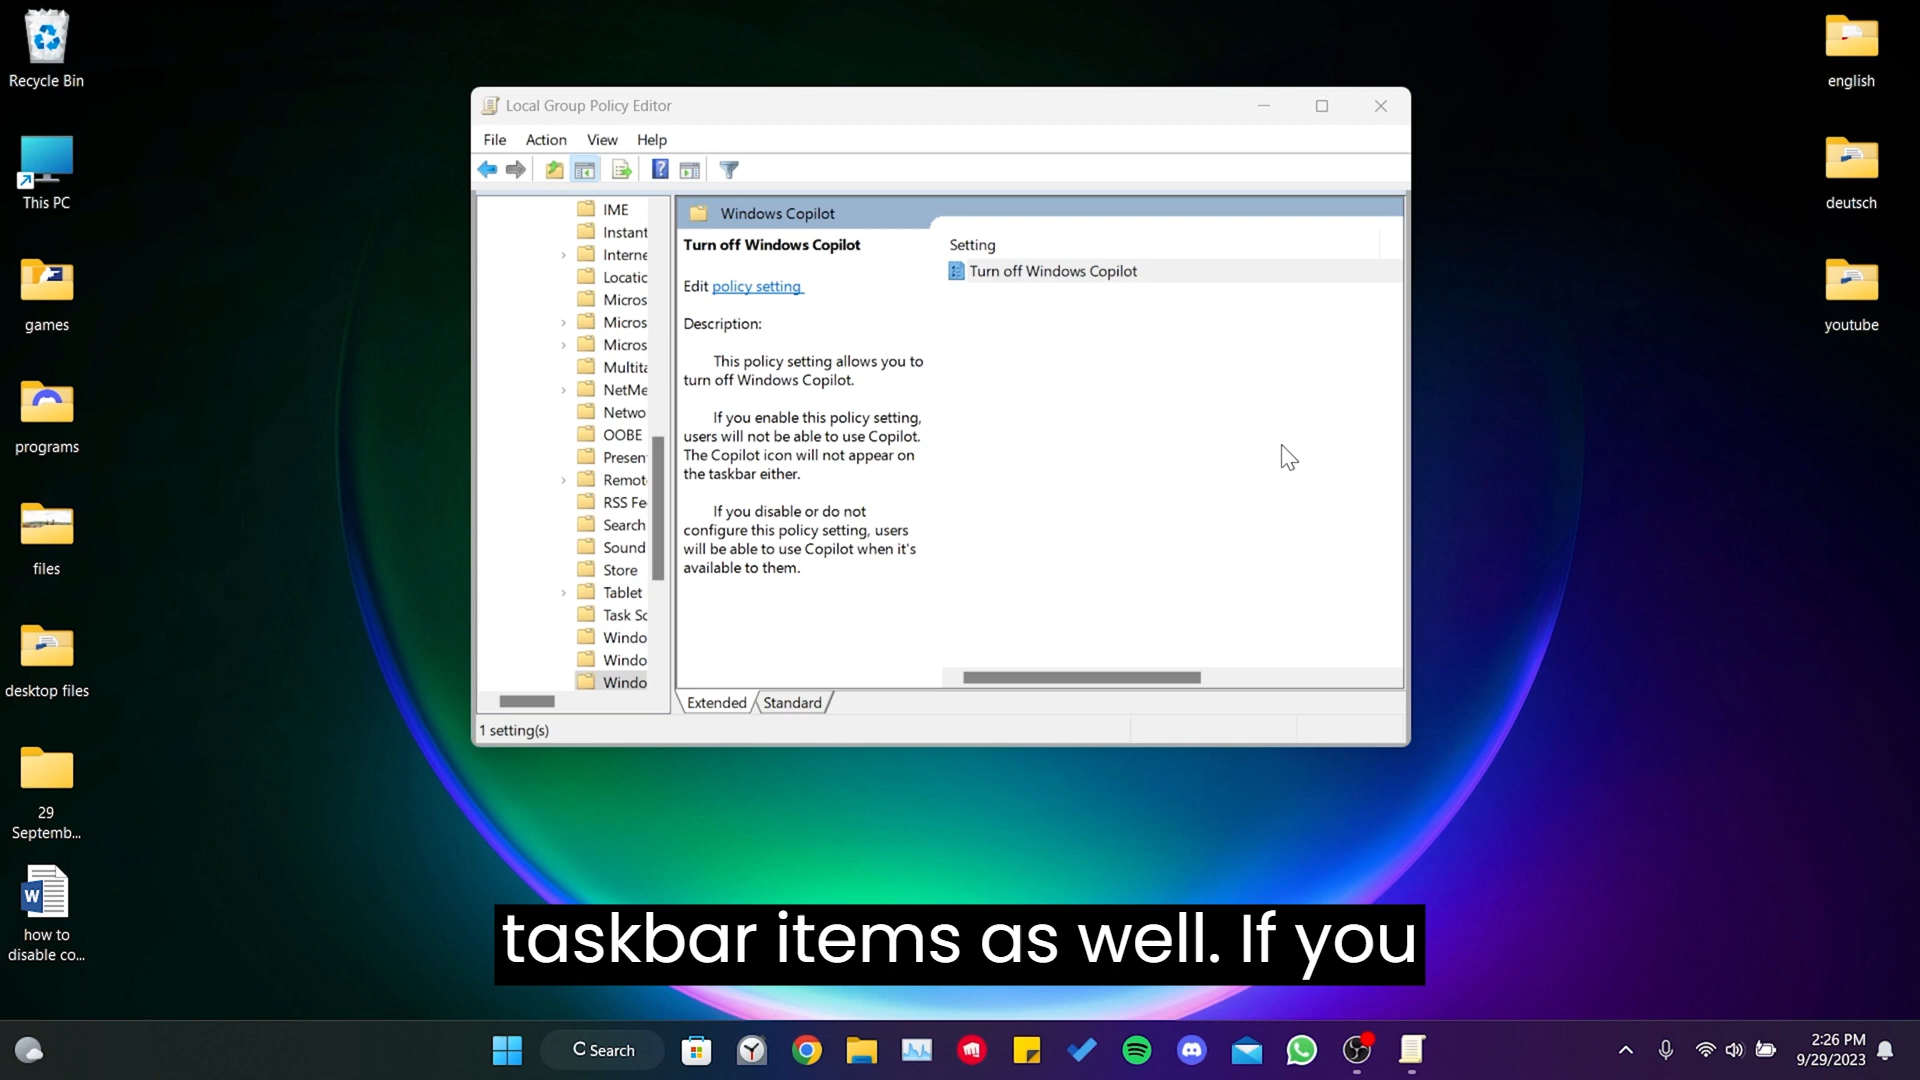 Recycle Bin
This PC
games
programs
files
desktop files
29
Septemb...
how to
disable co...
english
deutsch
youtube
Local Group Policy Editor
File Action View Help
IME
Instant
Interne
Locatic
Micros
Micros
Micros
Multita
NetMe
Netwo
OOBE
Presen
Remot
RSS Fe
Search
Sound
Store
Tablet
Task Sc
Windo
Windo
Windo
Windows Copilot
Turn off Windows Copilot
Edit policy setting
Description:
This policy setting allows you to
turn off Windows Copilot.
If you enable this policy setting,
users will not be able to use Copilot.
The Copilot icon will not appear on
the taskbar either.
If you disable or do not
configure this policy setting, users
will be able to use Copilot when it's
available to them.
Setting
Turn off Windows Copilot
Extended Standard
1 setting(s)
taskbar items as well. If you
Search
2:26 PM
9/29/2023